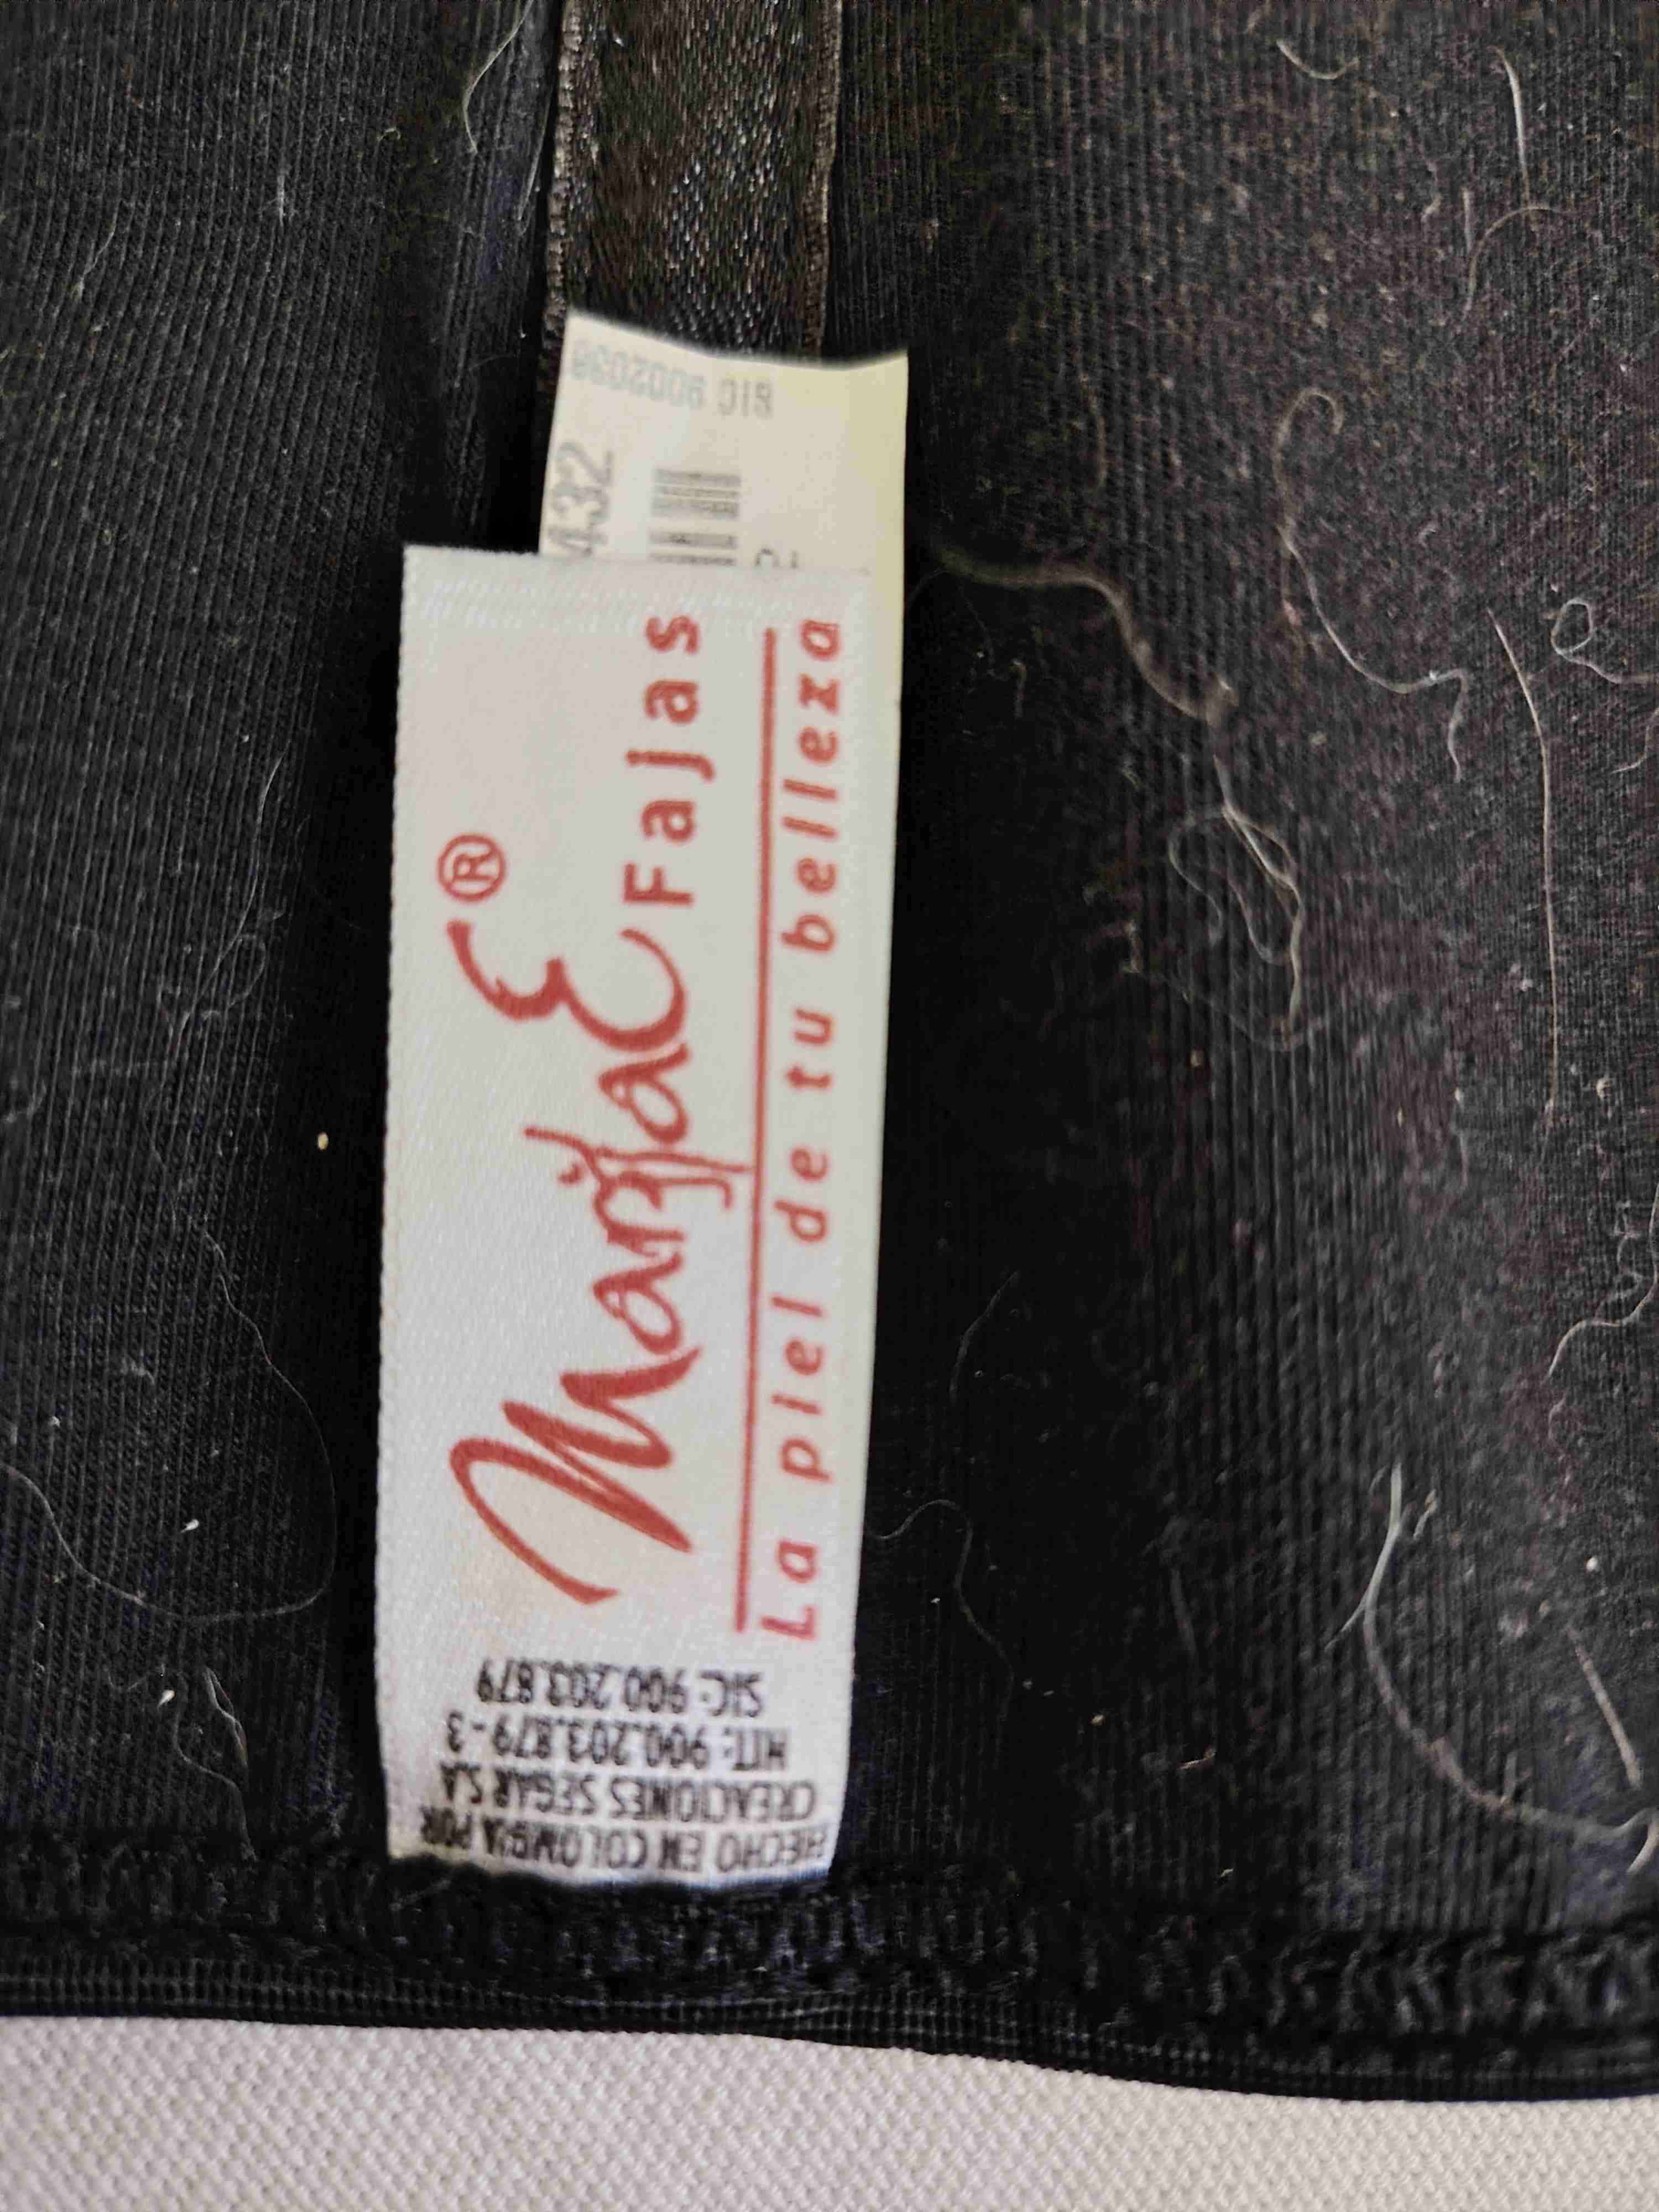 MariaE® Fajas
La piel de tu belleza
HECHO EN COLOMBIA POR
CREACIONES SEGAR S.A
NIT: 900.203.879-3
SIC: 900.203.879
SIC 9002038
432